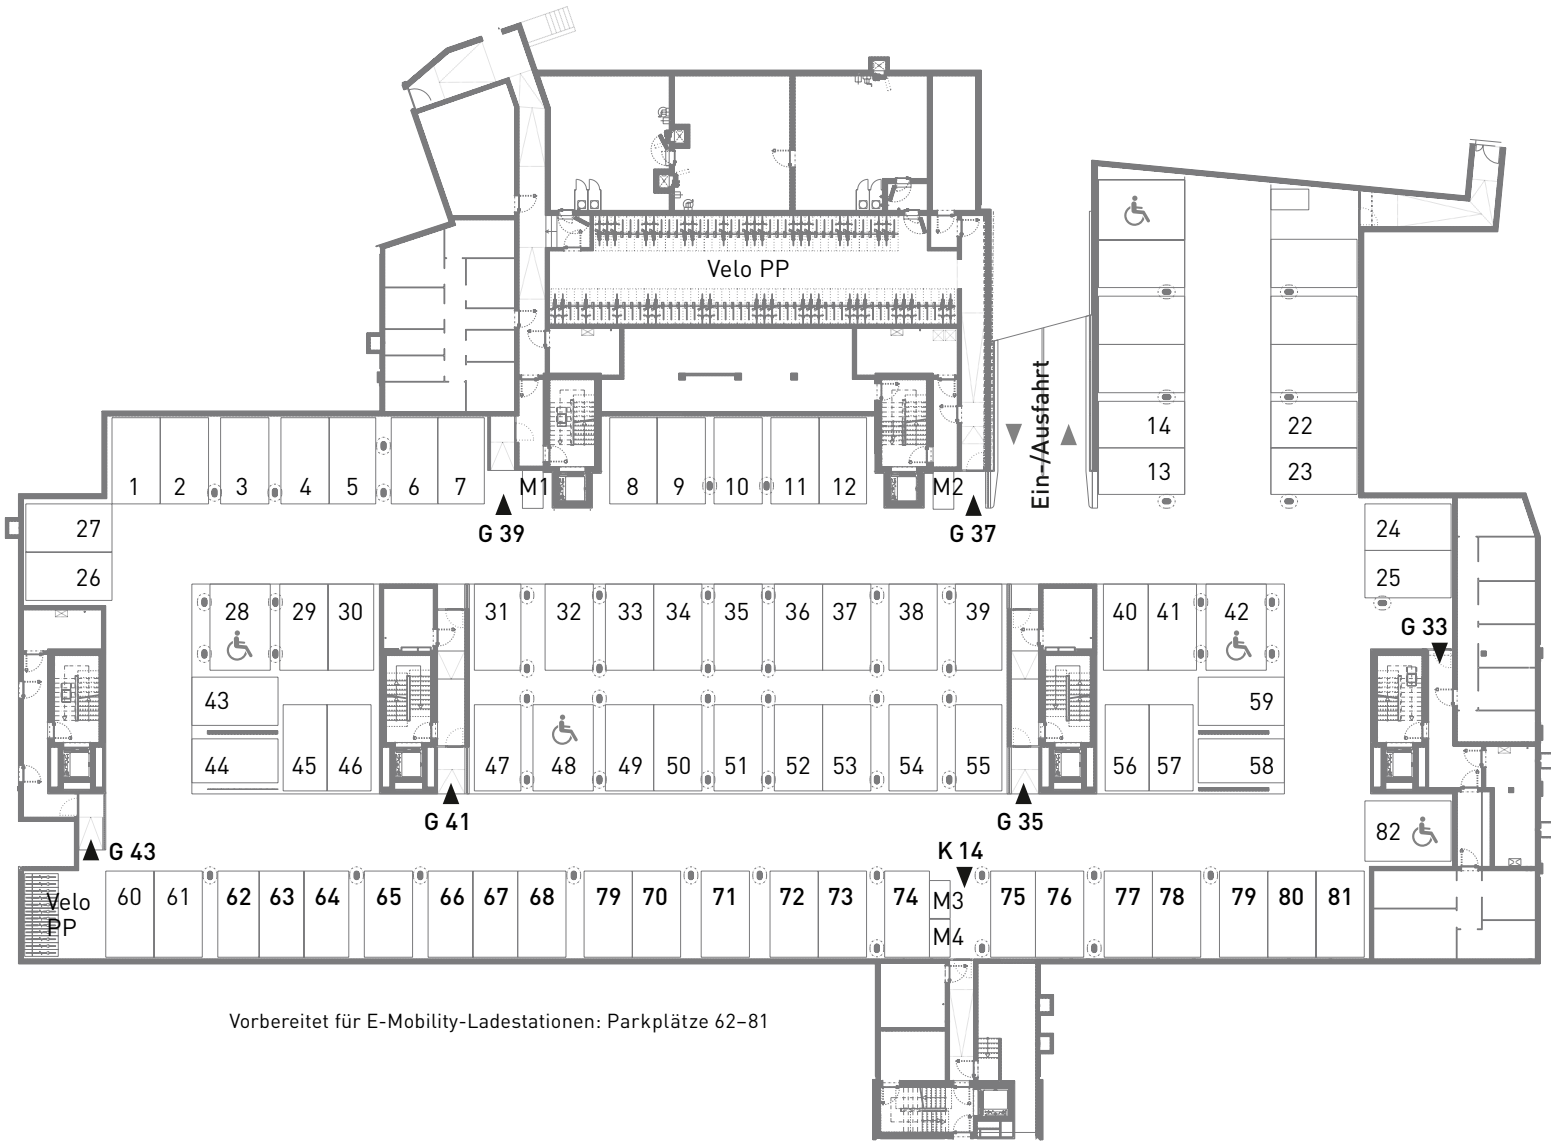 Velo PP
Ein-/Ausfahrt
14 22
13 23
1 2 3 4 5 6 7 M1 8 9 10 11 12 M2
G 39 G 37
27 24
26 25
28 29 30 31 32 33 34 35 36 37 38 39 40 41 42
G 33
43 59
44 45 46 47 48 49 50 51 52 53 54 55 56 57 58
G 41 G 35
82
G 43 K 14
Velo
PP
60 61 62 63 64 65 66 67 68 79 70 71 72 73 74 M3 75 76 77 78 79 80 81
M4
Vorbereitet für E-Mobility-Ladestationen: Parkplätze 62–81